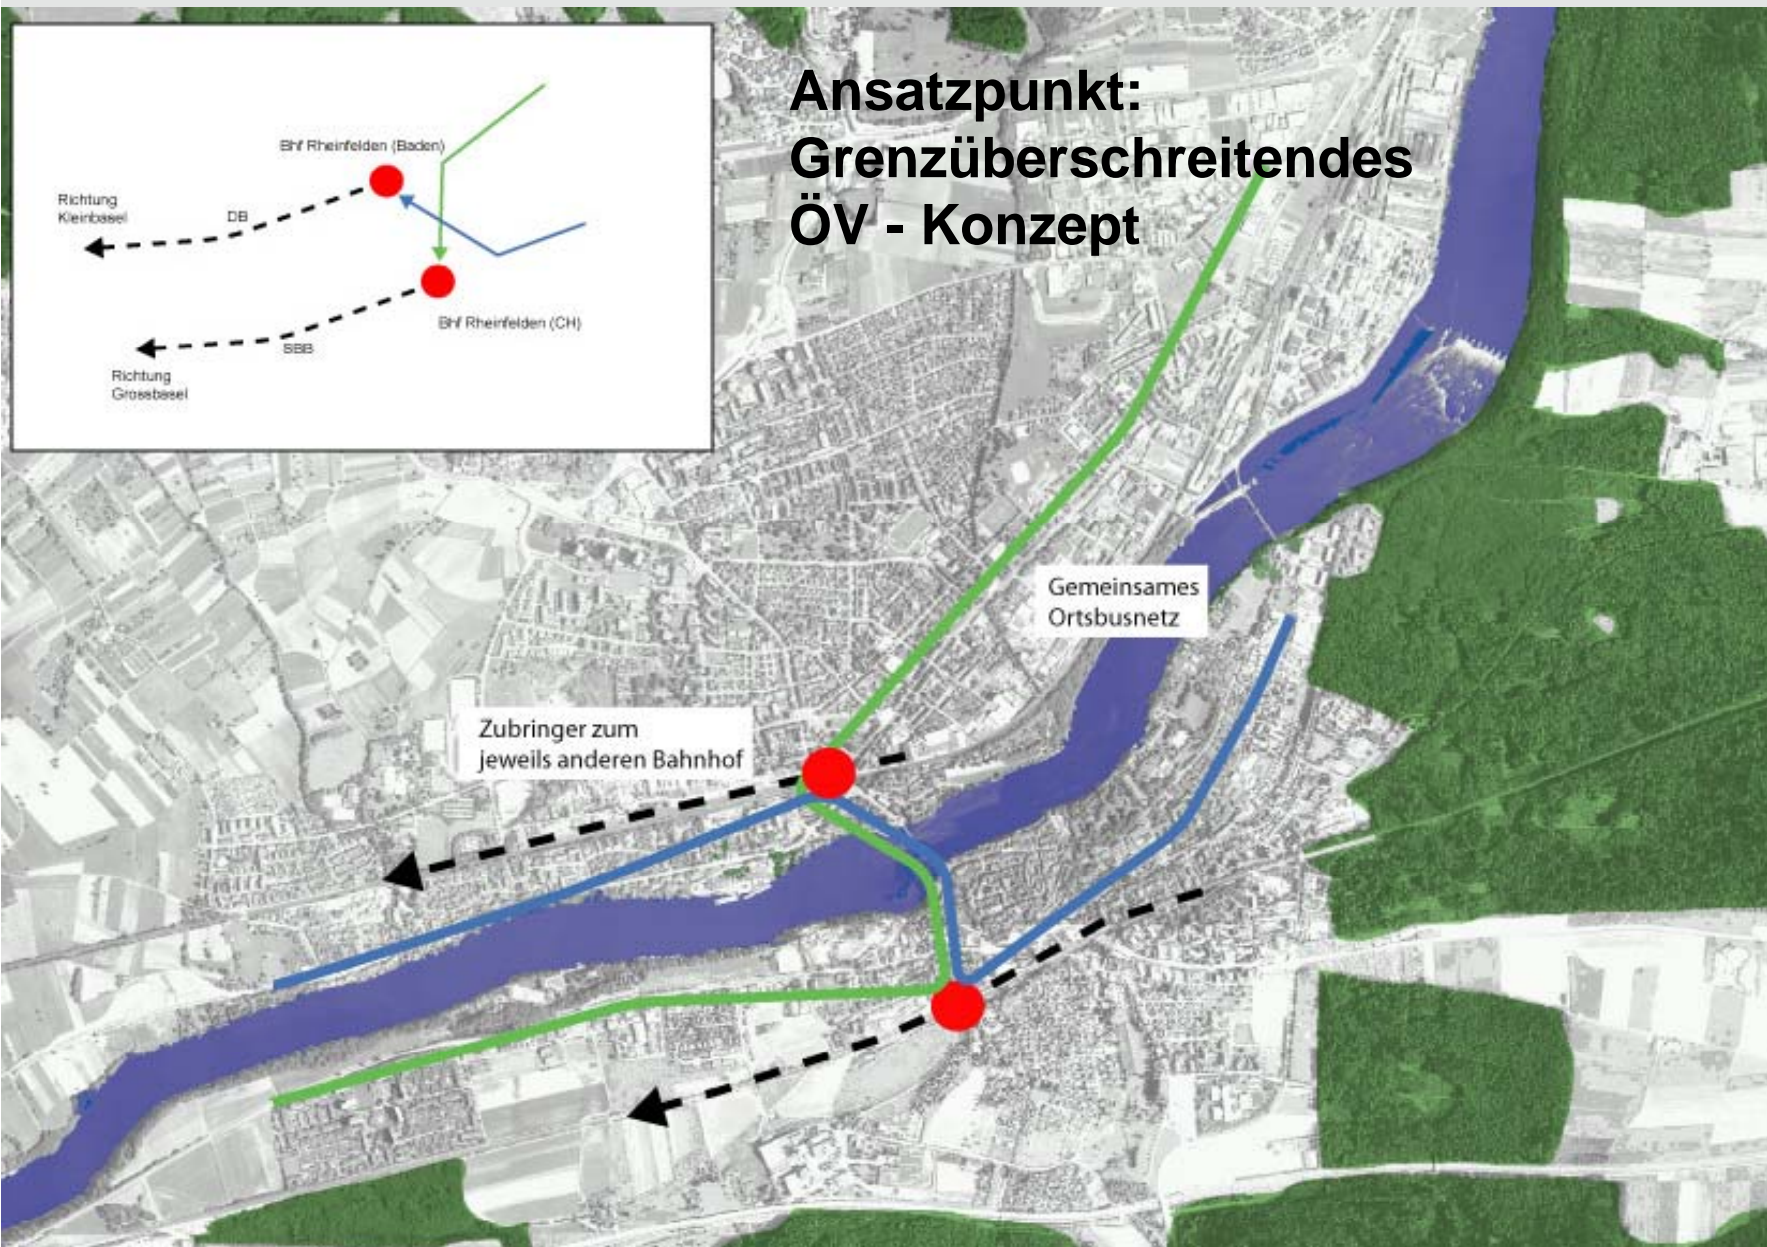 Ansatzpunkt:
Grenzüberschreitendes
ÖV - Konzept
Bhf Rheinfelden (Baden)
Richtung
Kleinbasel
DB
Bhf Rheinfelden (CH)
SBB
Richtung
Grossbasel
Gemeinsames
Ortsbusnetz
Zubringer zum
jeweils anderen Bahnhof